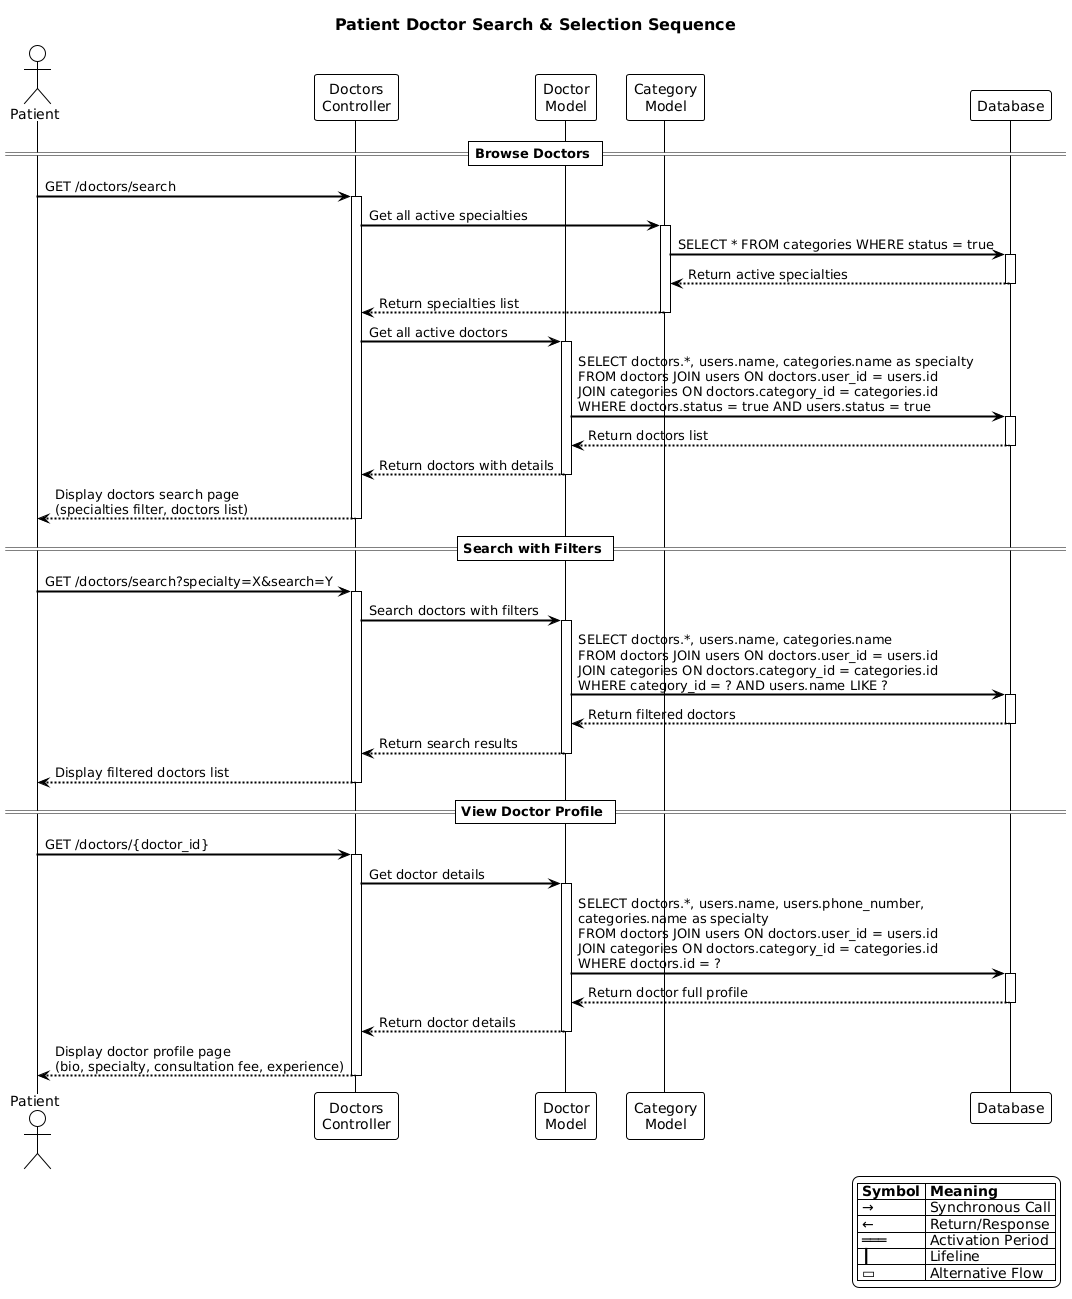 Patient Doctor Search & Selection Sequence
Patient
Doctors
Controller
Doctor
Model
Category
Model
Database
Browse Doctors
GET /doctors/search
Get all active specialties
SELECT * FROM categories WHERE status = true
Return active specialties
Return specialties list
Get all active doctors
SELECT doctors.*, users.name, categories.name as specialty
FROM doctors JOIN users ON doctors.user_id = users.id
JOIN categories ON doctors.category_id = categories.id
WHERE doctors.status = true AND users.status = true
Return doctors list
Return doctors with details
Display doctors search page
(specialties filter, doctors list)
Search with Filters
GET /doctors/search?specialty=X&search=Y
Search doctors with filters
SELECT doctors.*, users.name, categories.name
FROM doctors JOIN users ON doctors.user_id = users.id
JOIN categories ON doctors.category_id = categories.id
WHERE category_id = ? AND users.name LIKE ?
Return filtered doctors
Return search results
Display filtered doctors list
View Doctor Profile
GET /doctors/{doctor_id}
Get doctor details
SELECT doctors.*, users.name, users.phone_number,
categories.name as specialty
FROM doctors JOIN users ON doctors.user_id = users.id
JOIN categories ON doctors.category_id = categories.id
WHERE doctors.id = ?
Return doctor full profile
Return doctor details
Display doctor profile page
(bio, specialty, consultation fee, experience)
Patient
Doctors
Controller
Doctor
Model
Category
Model
Database
Symbol Meaning
→ Synchronous Call
← Return/Response
═══ Activation Period
┃ Lifeline
▭ Alternative Flow